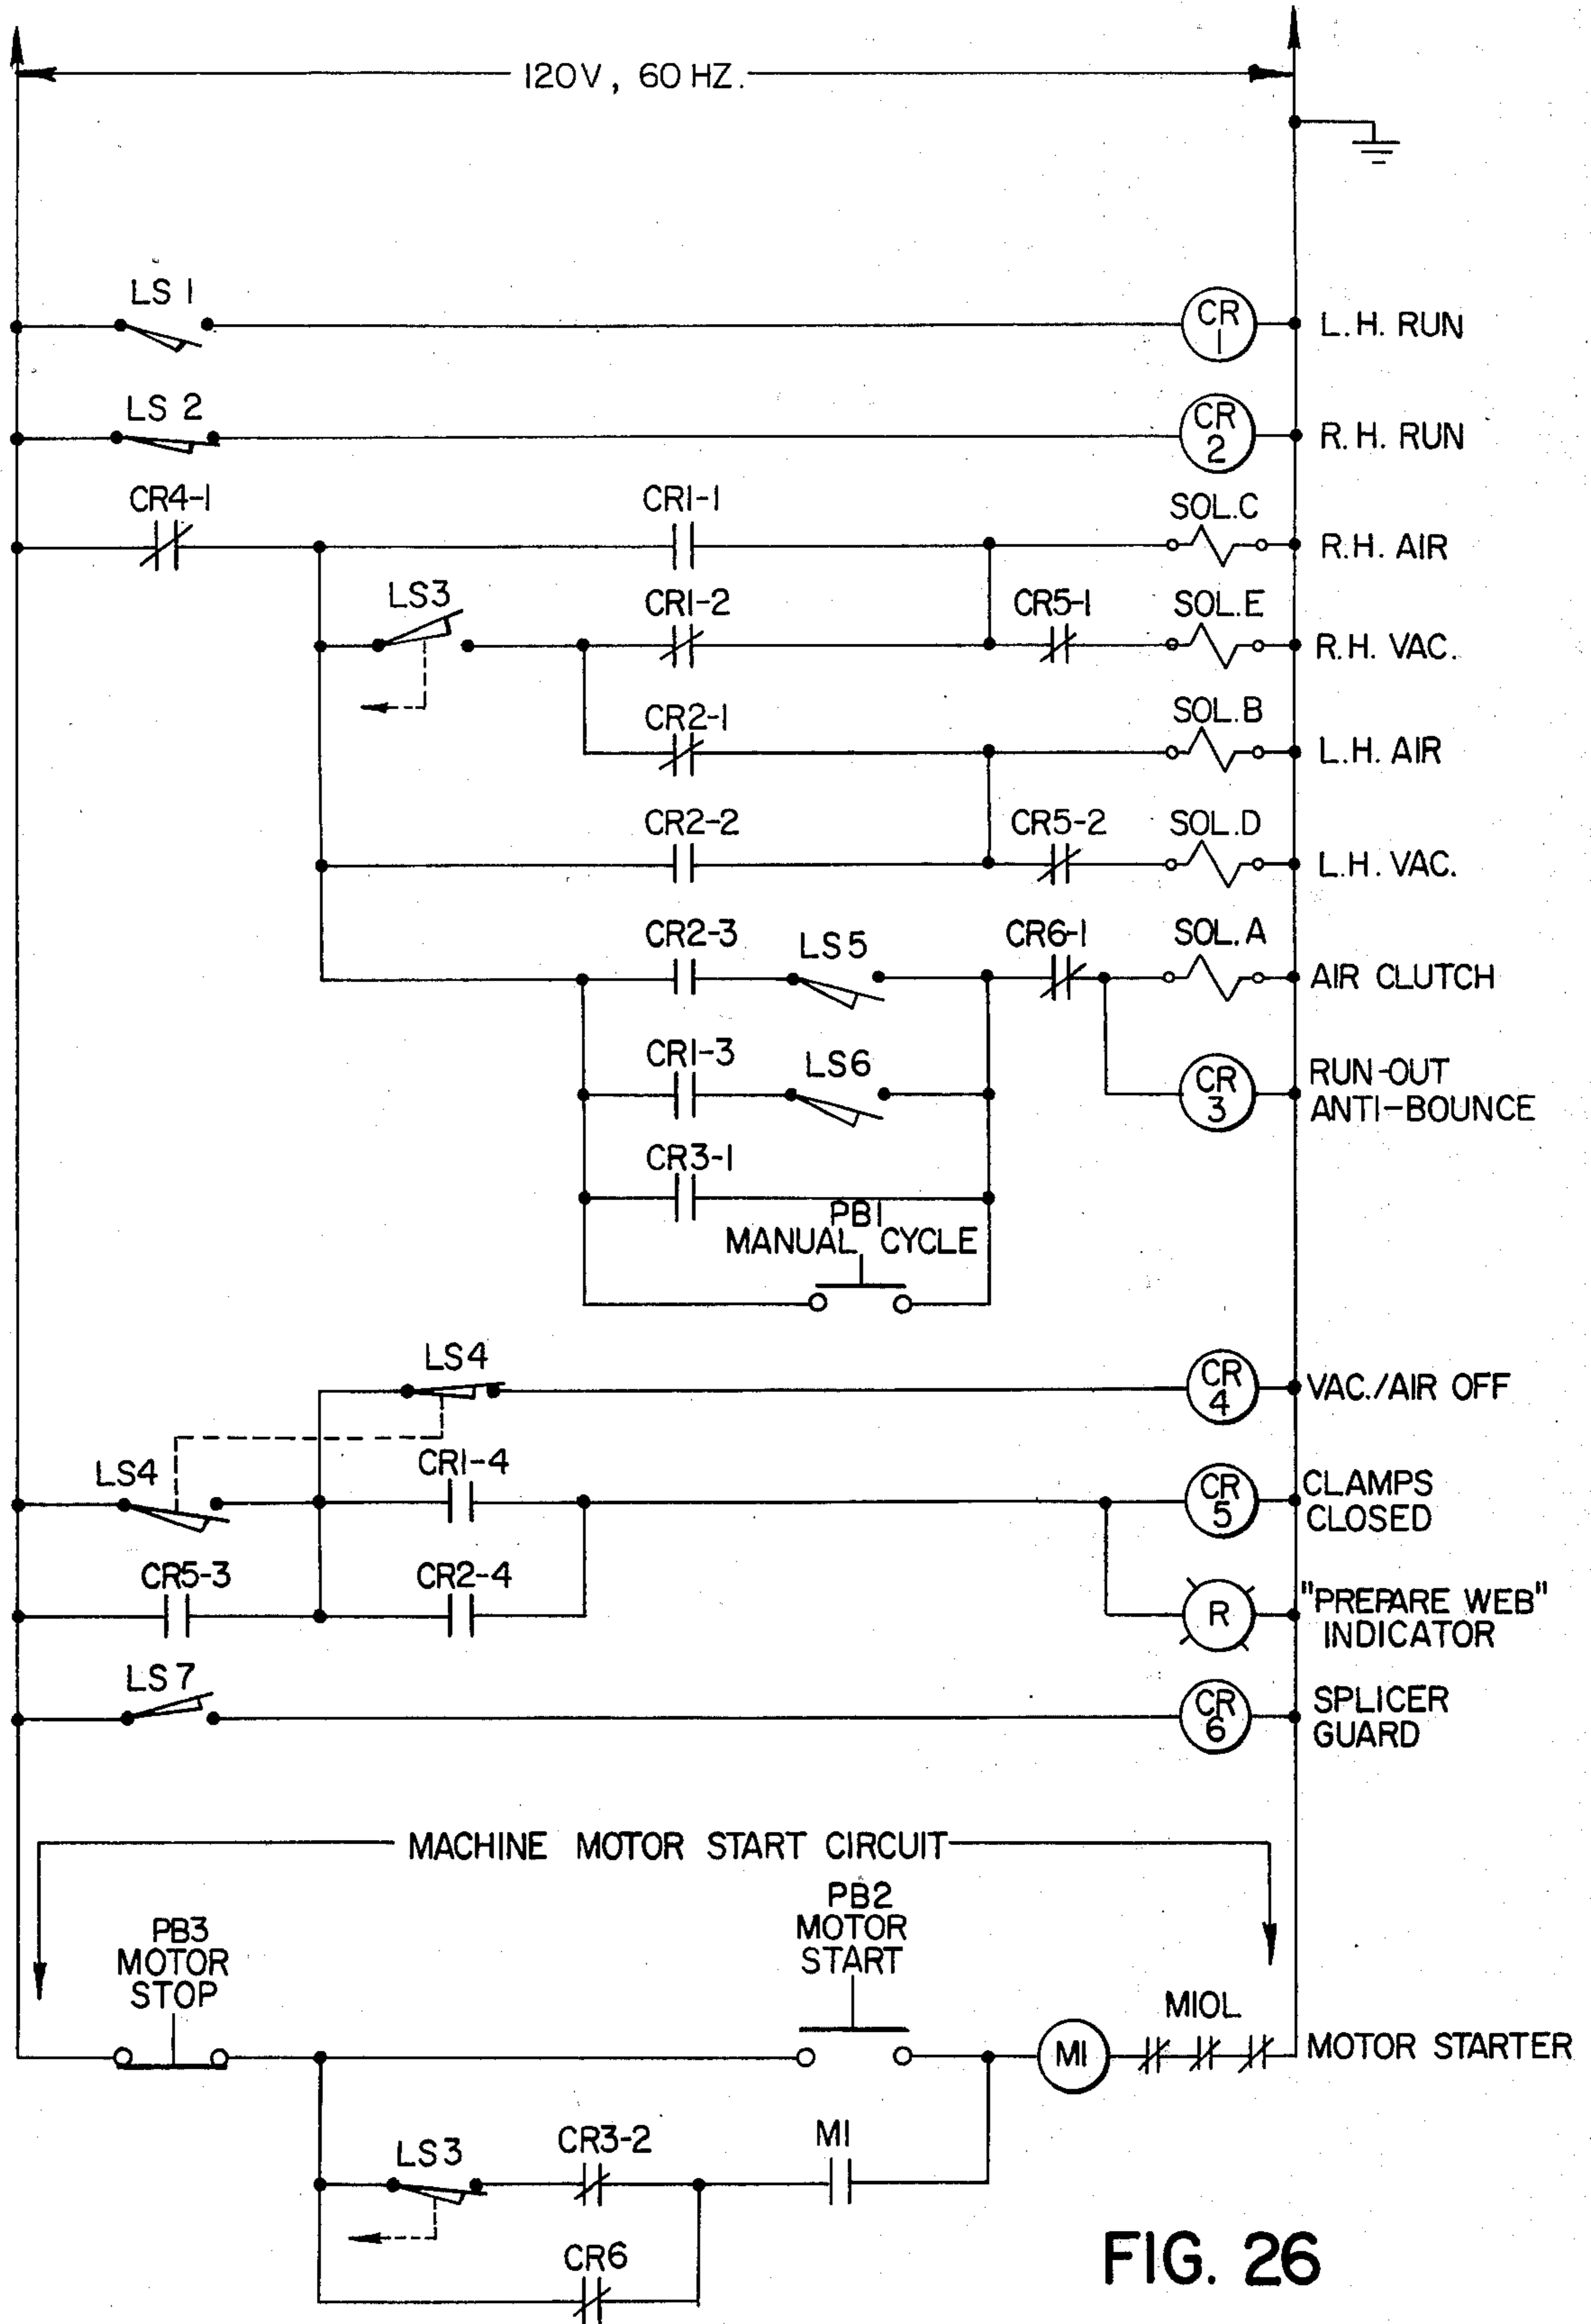 120V, 60 HZ.
LS 1
CR 1
L.H. RUN
LS 2
CR 2
R.H. RUN
CR4-1
CR1-1
SOL.C
R.H. AIR
LS3
CR1-2
CR5-1
SOL.E
R.H. VAC.
CR2-1
SOL.B
L.H. AIR
CR2-2
CR5-2
SOL.D
L.H. VAC.
CR2-3
LS5
CR6-1
SOL.A
AIR CLUTCH
CR1-3
LS6
CR 3
RUN-OUT
ANTI-BOUNCE
CR3-1
PB1
MANUAL CYCLE
LS4
CR 4
VAC./AIR OFF
LS4
CR1-4
CR 5
CLAMPS
CLOSED
CR5-3
CR2-4
R
"PREPARE WEB"
INDICATOR
LS7
CR 6
SPLICER
GUARD
MACHINE MOTOR START CIRCUIT
PB3
MOTOR
STOP
PB2
MOTOR
START
M1
M1OL
MOTOR STARTER
LS3
CR3-2
M1
CR6
FIG. 26